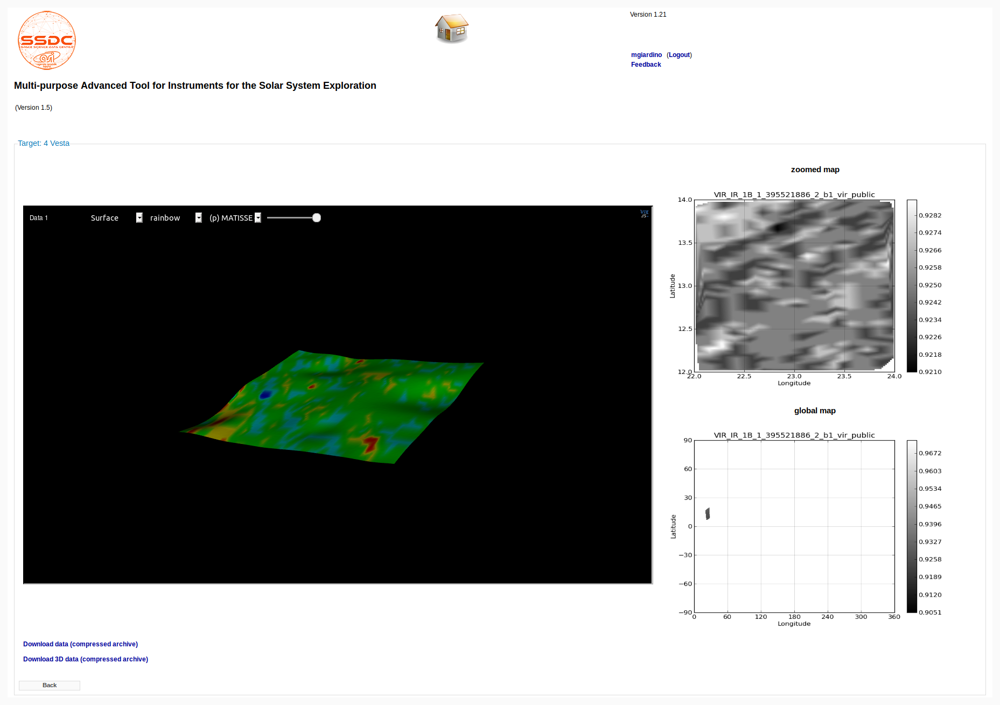 SSDC
SPACE SCIENCE DATA CENTER
asi
Version 1.21
mgiardino (Logout)
Feedback
Multi-purpose Advanced Tool for Instruments for the Solar System Exploration
(Version 1.5)
Target: 4 Vesta
Data 1 Surface rainbow (p) MATISSE
zoomed map
VIR_IR_1B_1_395521886_2_b1_vir_public
14.0
13.5
13.0
12.5
12.0
Latitude
22.0 22.5 23.0 23.5 24.0
Longitude
0.9282
0.9274
0.9266
0.9258
0.9250
0.9242
0.9234
0.9226
0.9218
0.9210
global map
VIR_IR_1B_1_395521886_2_b1_vir_public
90
60
30
0
−30
−60
−90
Latitude
0 60 120 180 240 300 360
Longitude
0.9672
0.9603
0.9534
0.9465
0.9396
0.9327
0.9258
0.9189
0.9120
0.9051
Download data (compressed archive)
Download 3D data (compressed archive)
Back